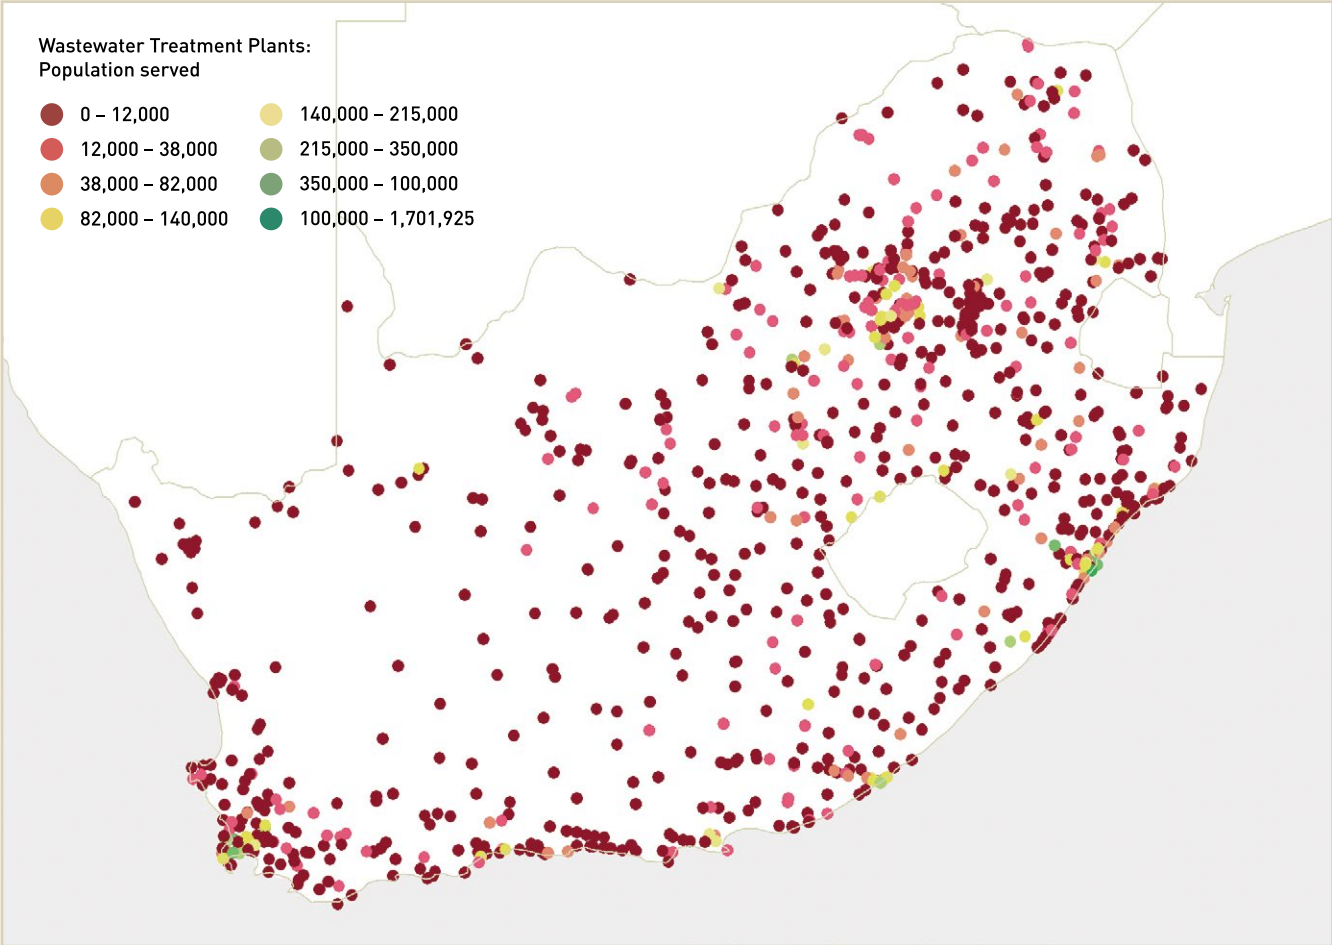 Wastewater Treatment Plants:
Population served
0 – 12,000
12,000 – 38,000
38,000 – 82,000
82,000 – 140,000
140,000 – 215,000
215,000 – 350,000
350,000 – 100,000
100,000 – 1,701,925